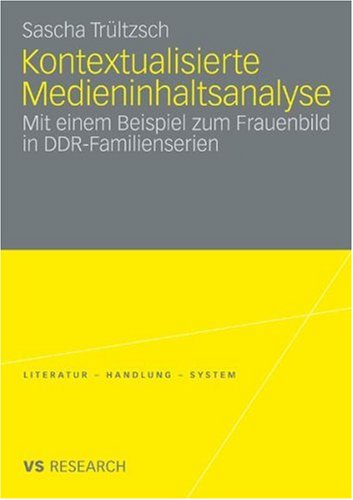 Sascha Trültzsch
Kontextualisierte
Medieninhaltsanalyse
Mit einem Beispiel zum Frauenbild
in DDR-Familienserien
LITERATUR – HANDLUNG – SYSTEM
VS RESEARCH